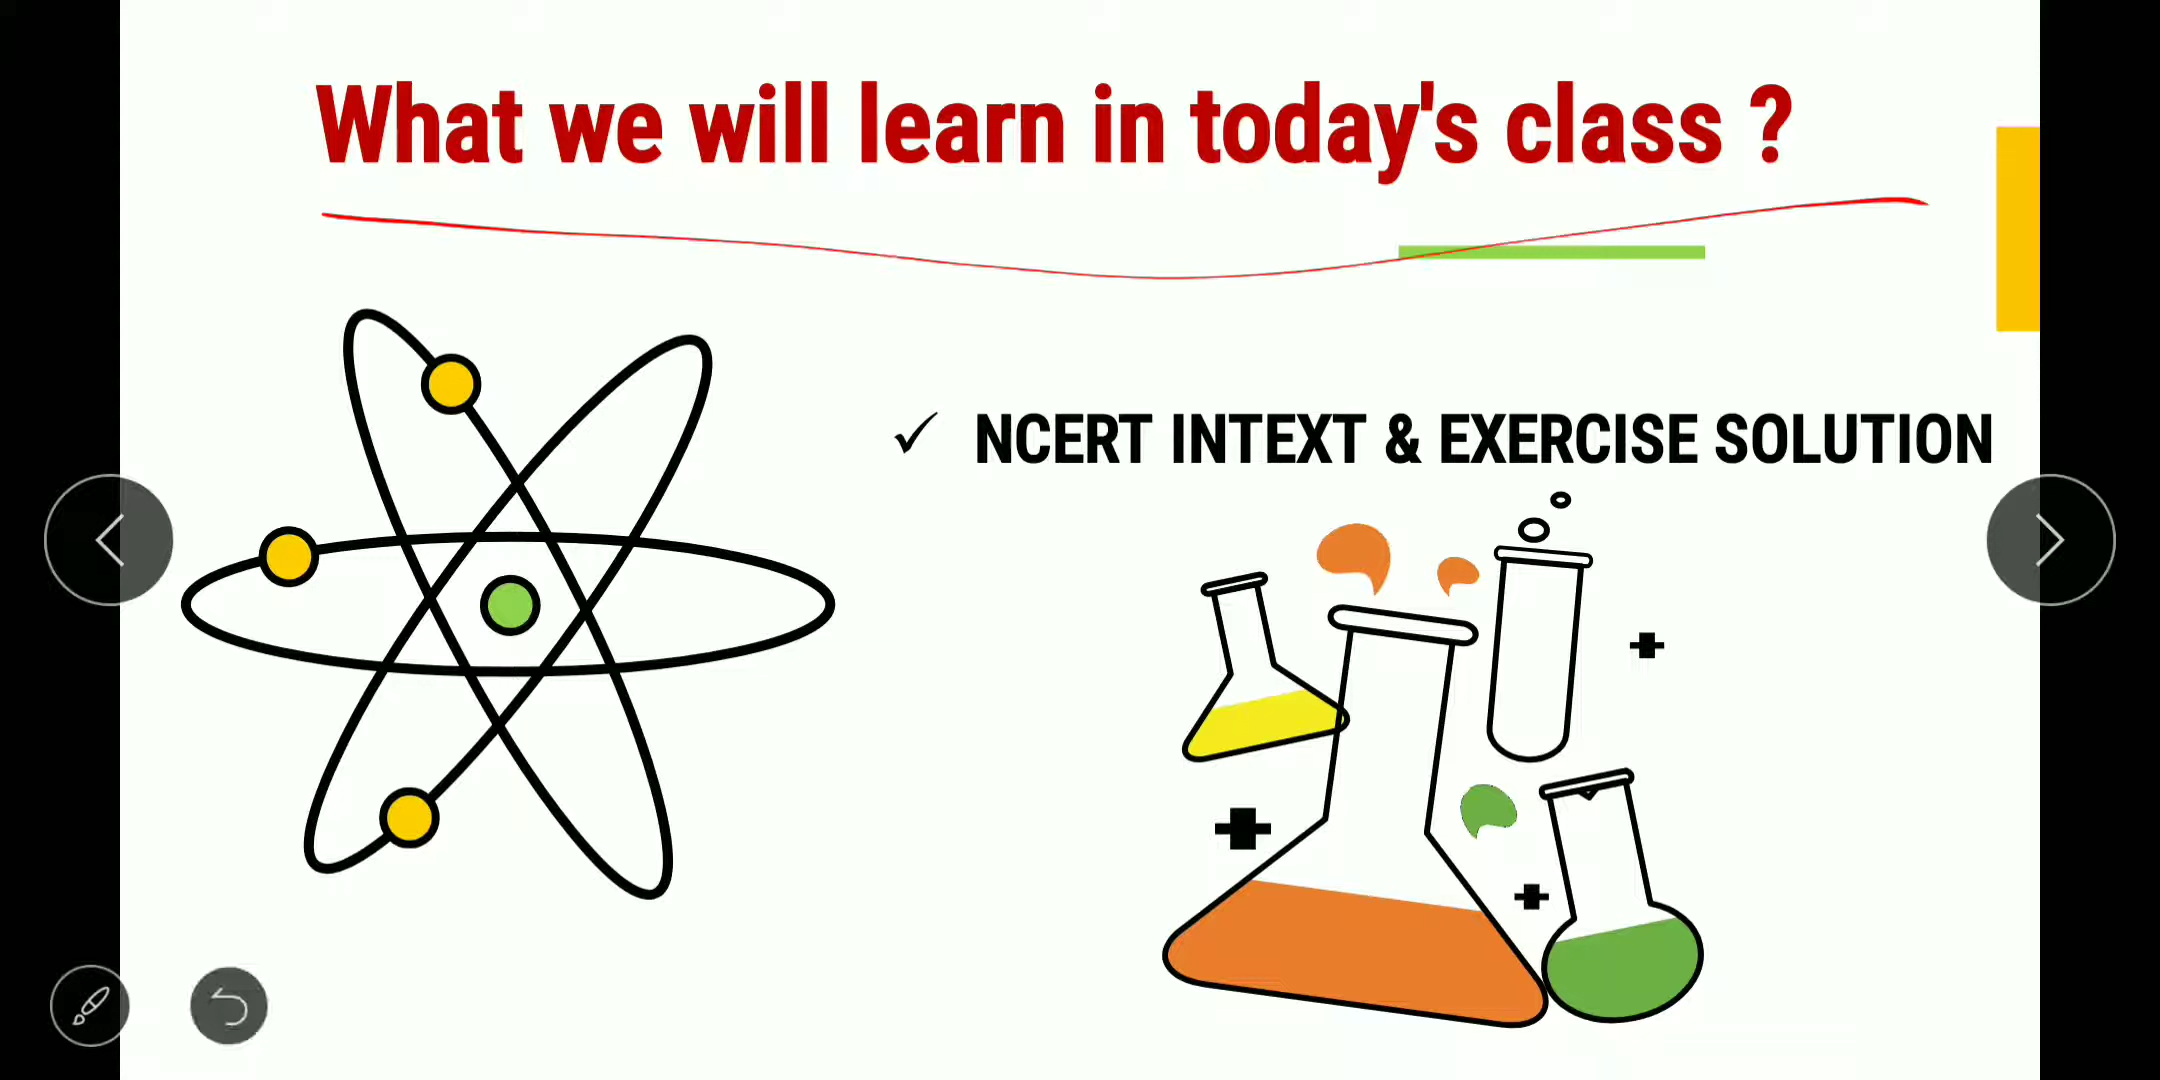 What we will learn in today's class ?
✓ NCERT INTEXT & EXERCISE SOLUTION